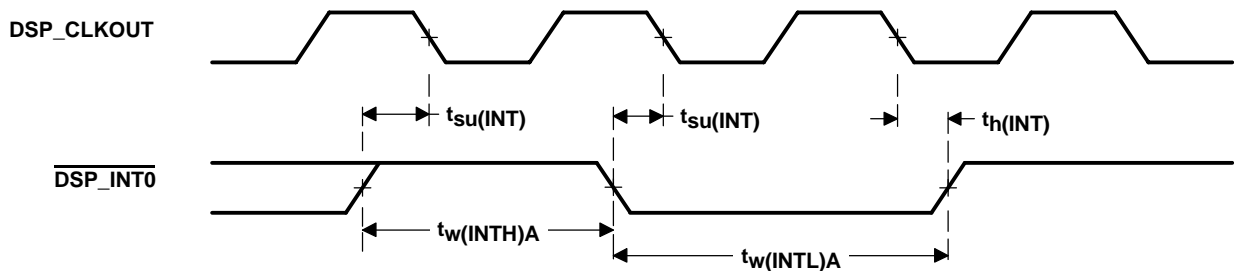 DSP_CLKOUT
tsu(INT)
tsu(INT)
th(INT)
DSP_INT0
tw(INTH)A
tw(INTL)A